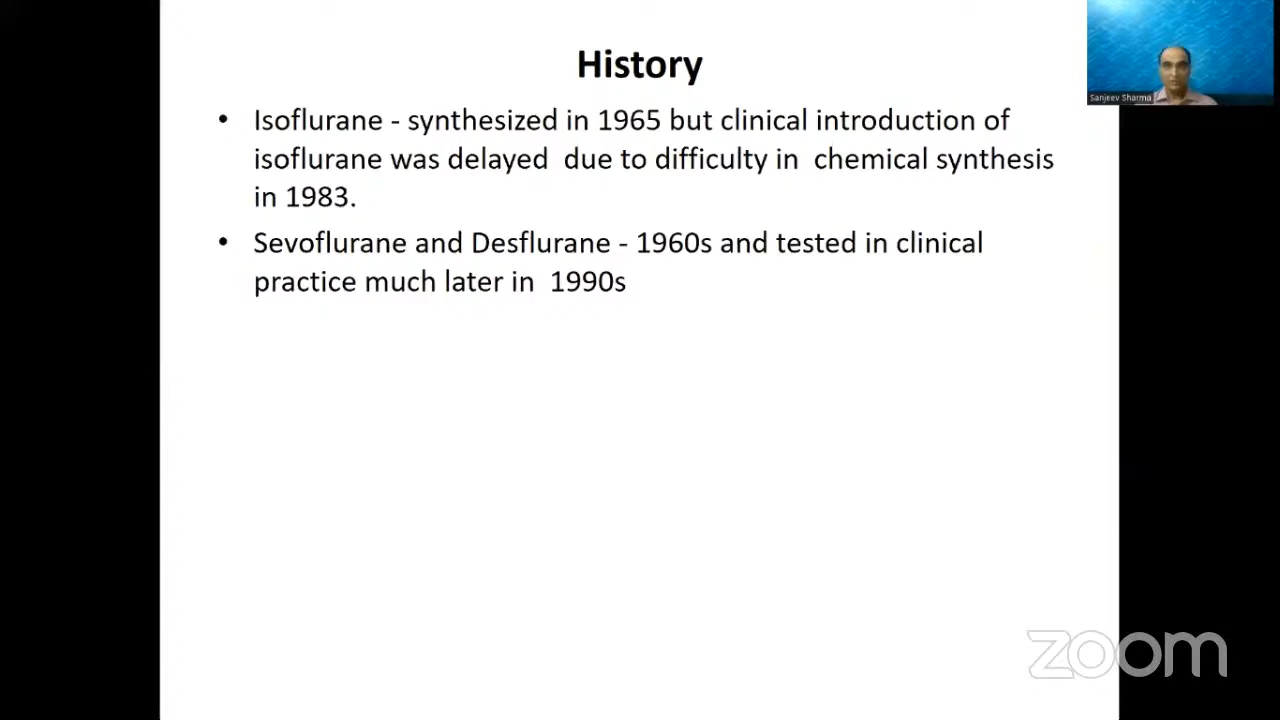 History
Sanjeev Sharma
• Isoflurane - synthesized in 1965 but clinical introduction of
isoflurane was delayed due to difficulty in chemical synthesis
in 1983.
• Sevoflurane and Desflurane - 1960s and tested in clinical
practice much later in 1990s
zoom